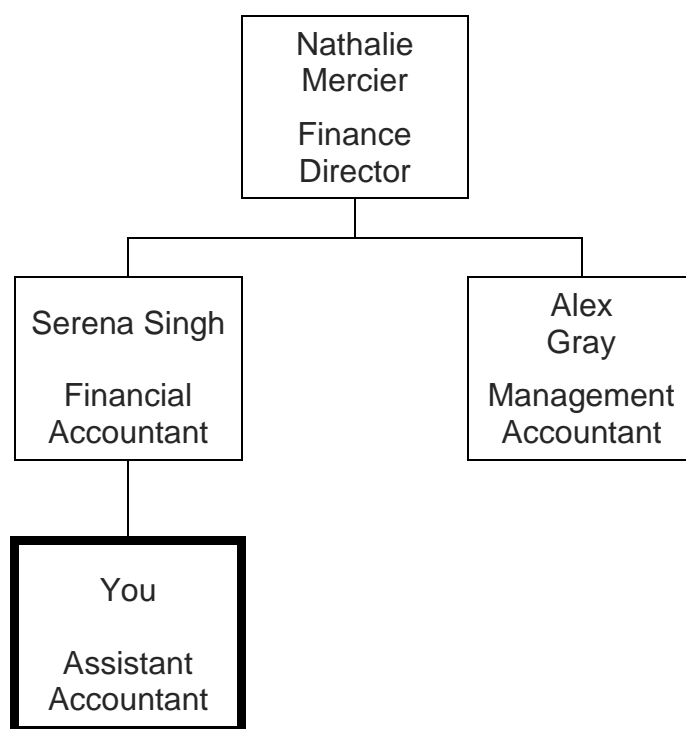 Nathalie
Mercier
Finance
Director
Serena Singh
Financial
Accountant
Alex
Gray
Management
Accountant
You
Assistant
Accountant